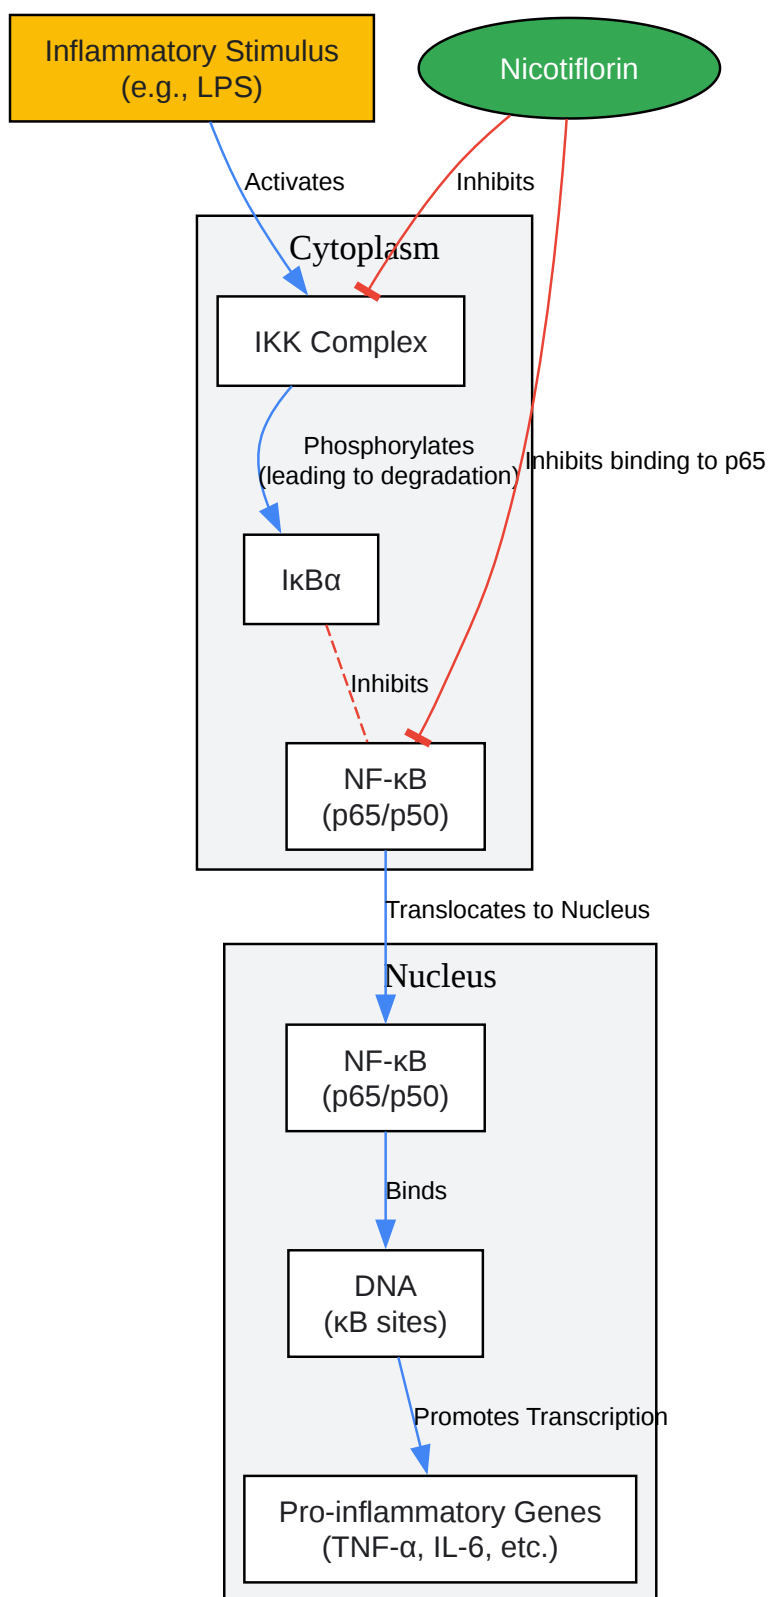 Inflammatory Stimulus
(e.g., LPS)
Nicotiflorin
Activates
Inhibits
Cytoplasm
IKK Complex
Phosphorylates
(leading to degradation)
Inhibits binding to p65
IκBα
Inhibits
NF-κB
(p65/p50)
Translocates to Nucleus
Nucleus
NF-κB
(p65/p50)
Binds
DNA
(κB sites)
Promotes Transcription
Pro-inflammatory Genes
(TNF-α, IL-6, etc.)